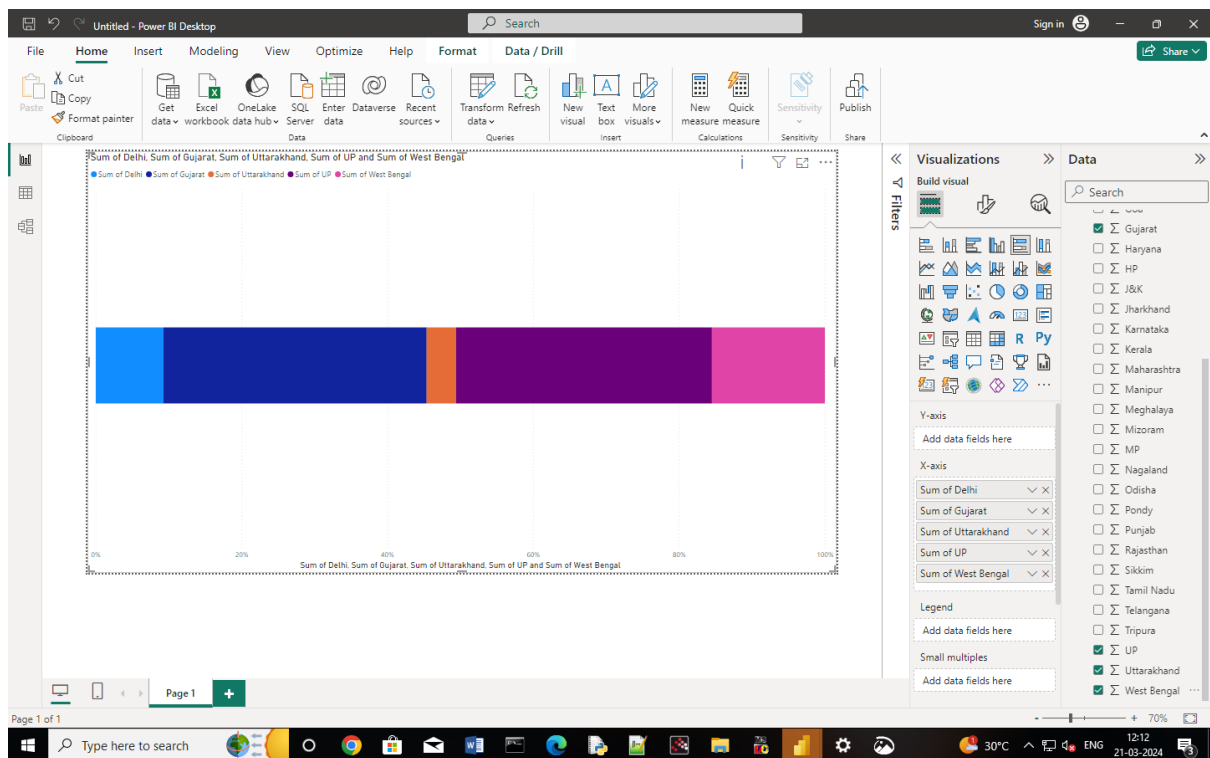 Untitled - Power BI Desktop
Search
Sign in
File Home Insert Modeling View Optimize Help Format Data / Drill
Share
Paste
Cut
Copy
Format painter
Get data
Excel workbook
OneLake data hub
SQL Server
Enter data
Dataverse
Recent sources
Transform data
Refresh
New visual
Text box
More visuals
New measure
Quick measure
Sensitivity
Publish
Clipboard Data Queries Insert Calculations Sensitivity Share
Sum of Delhi, Sum of Gujarat, Sum of Uttarakhand, Sum of UP and Sum of West Bengal
Sum of Delhi Sum of Gujarat Sum of Uttarakhand Sum of UP Sum of West Bengal
0% 20% 40% 60% 80% 100%
Sum of Delhi, Sum of Gujarat, Sum of Uttarakhand, Sum of UP and Sum of West Bengal
Filters
Visualizations
Build visual
R Py
123
Y-axis
Add data fields here
X-axis
Sum of Delhi
Sum of Gujarat
Sum of Uttarakhand
Sum of UP
Sum of West Bengal
Legend
Add data fields here
Small multiples
Add data fields here
Data
Search
Gujarat
Haryana
HP
J&K
Jharkhand
Karnataka
Kerala
Maharashtra
Manipur
Meghalaya
Mizoram
MP
Nagaland
Odisha
Pondy
Punjab
Rajasthan
Sikkim
Tamil Nadu
Telangana
Tripura
UP
Uttarakhand
West Bengal
Page 1
Page 1 of 1
70%
Type here to search
30°C
ENG
12:12
21-03-2024
3